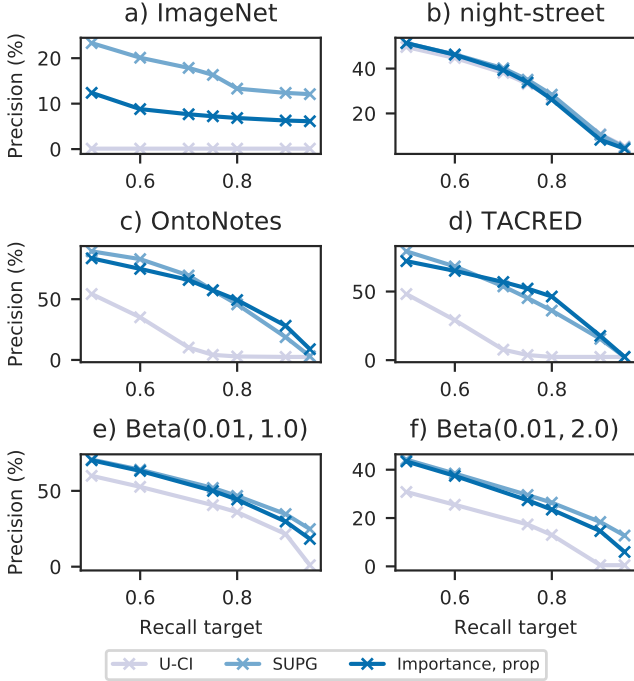 a) ImageNet
b) night-street
Precision (%)
20
10
0
40
20
0.6
0.8
0.6
0.8
c) OntoNotes
d) TACRED
Precision (%)
50
0
50
0
0.6
0.8
0.6
0.8
e) Beta(0.01, 1.0)
f) Beta(0.01, 2.0)
Precision (%)
50
0
40
20
0
0.6
0.8
0.6
0.8
Recall target
Recall target
U-CI
SUPG
Importance, prop